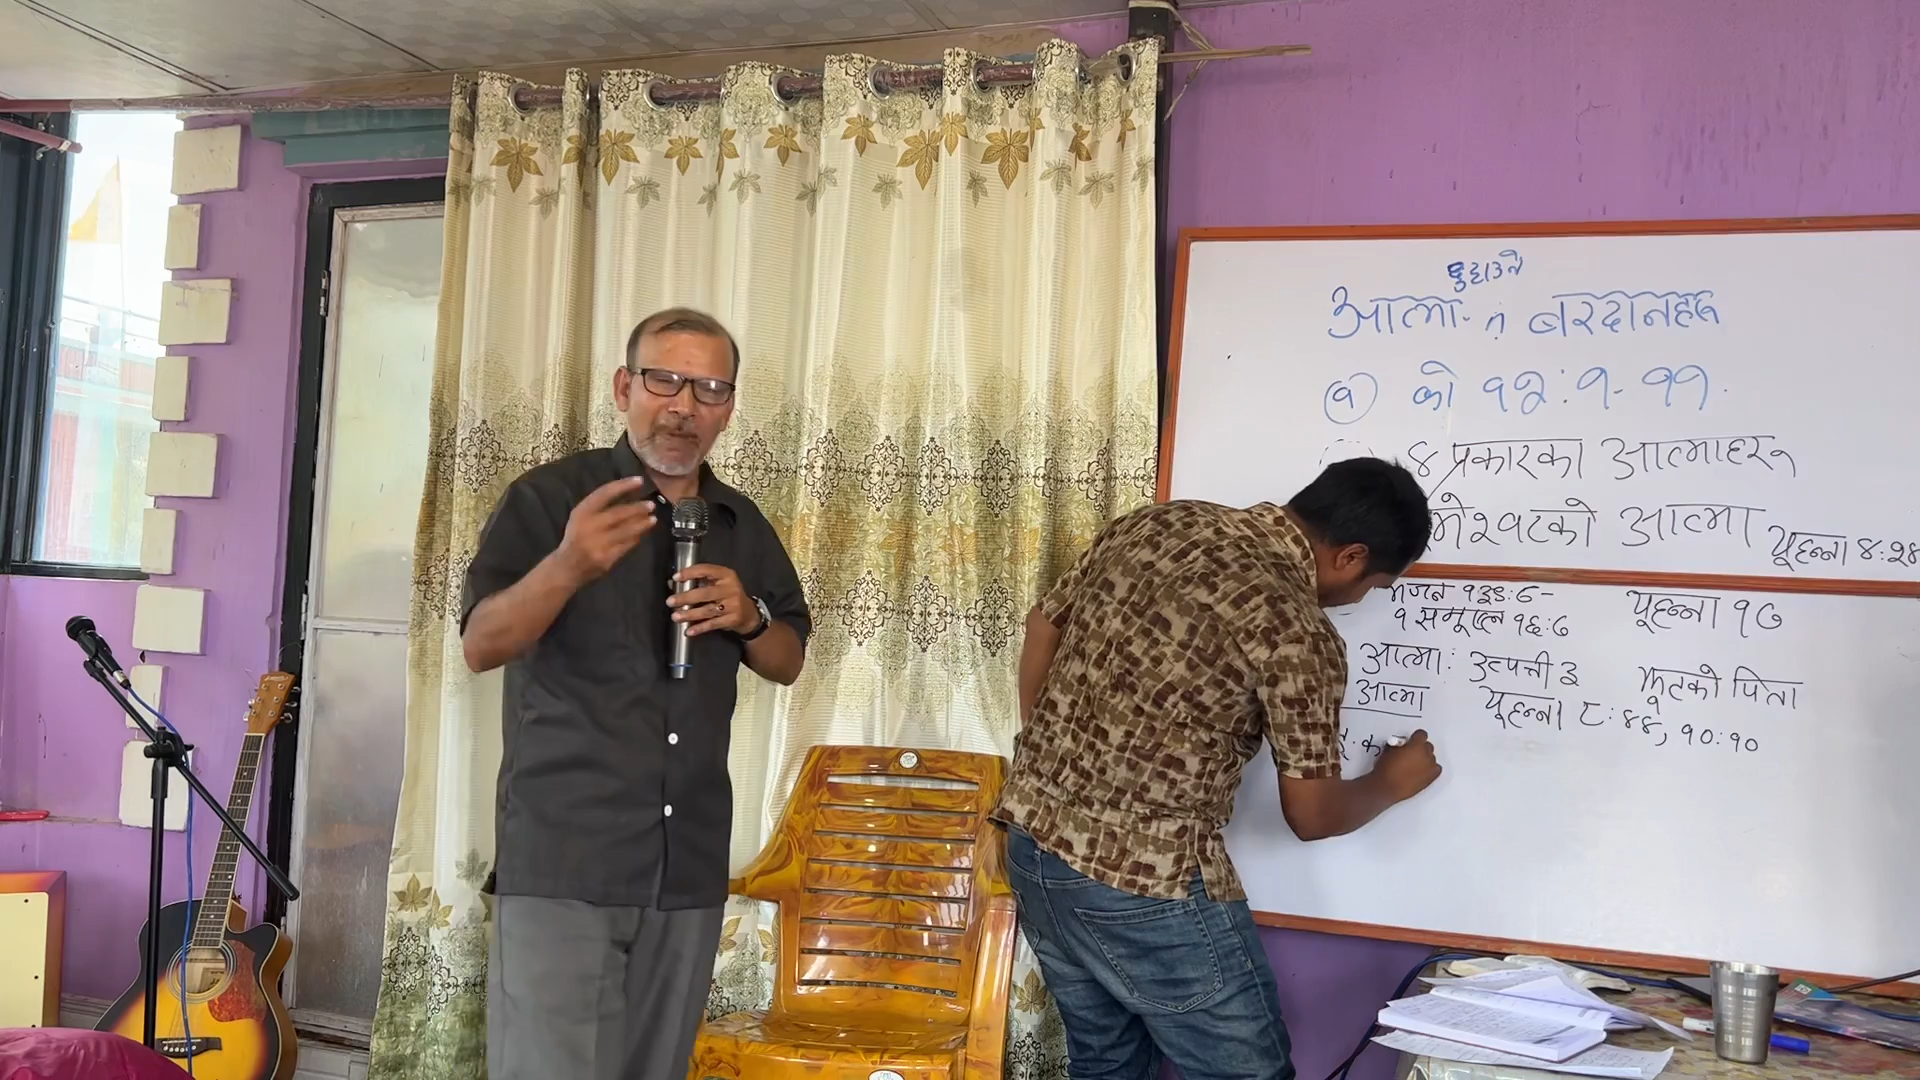 छुट्टाउने
आत्मा- न बरदानहरू
(१) को १२:१-११.
४ प्रकारका आत्माहरू
मेश्वरको आत्मा यूहन्ना ४:२४
भजन १३९:७- यूहन्ना १७
१ समूएल १६:७
आत्मा: उत्पत्ती ३ झूटको पिता
आत्मा यूहन्ना ८:४४, १०:१०